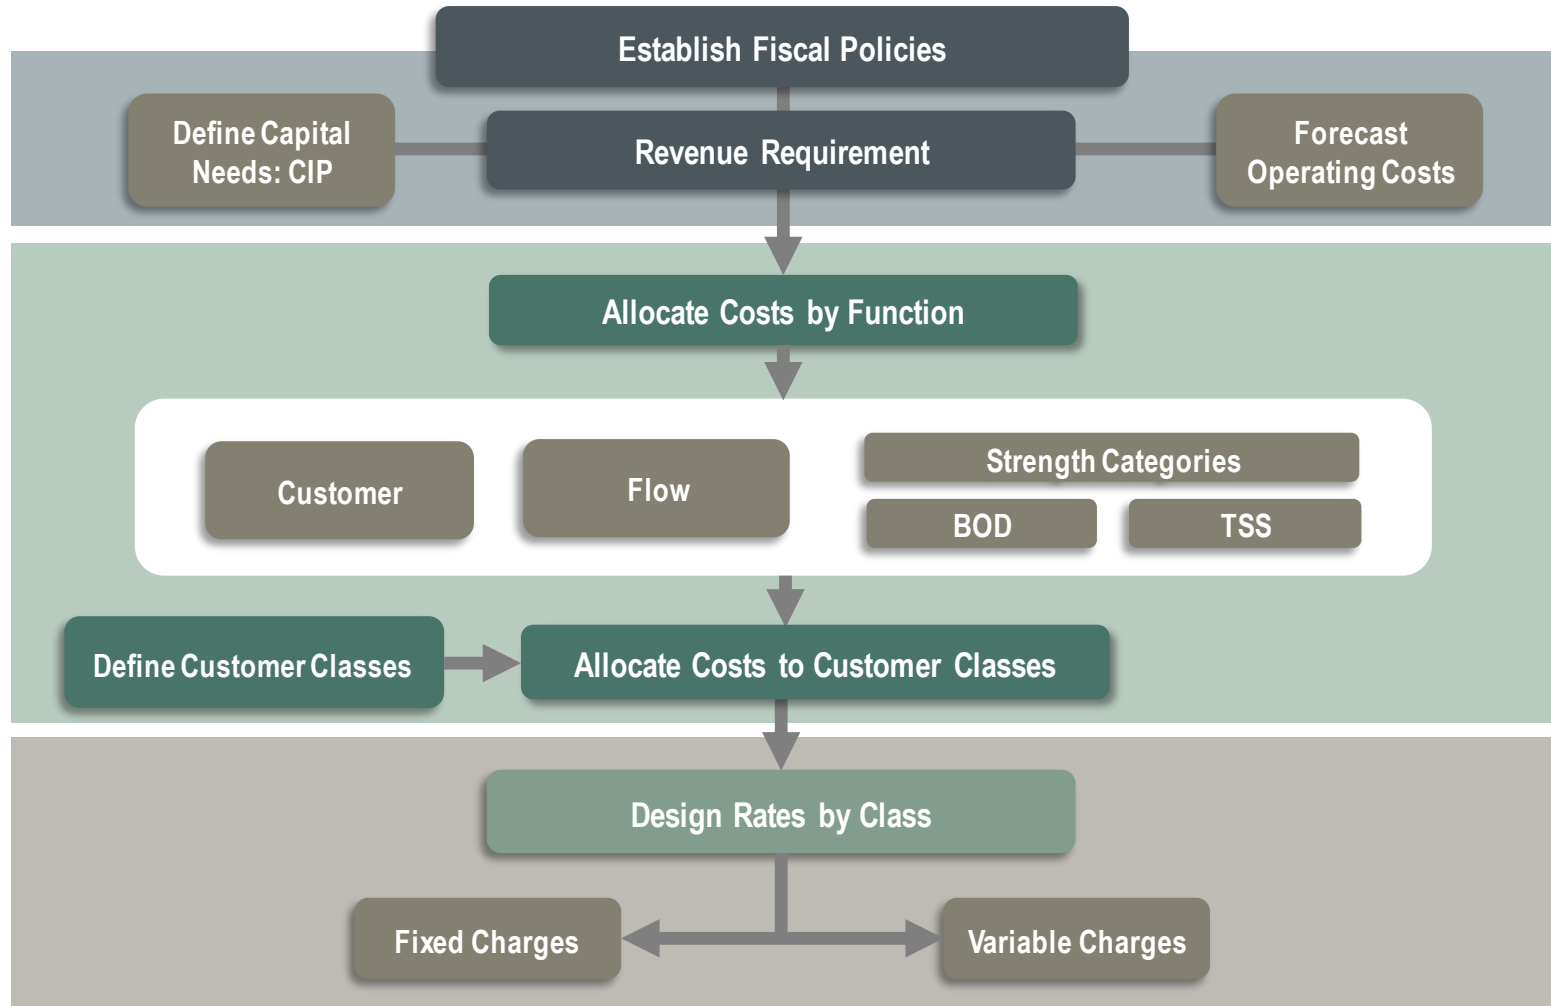 Establish Fiscal Policies
Define Capital
Needs: CIP
Revenue Requirement
Forecast
Operating Costs
Allocate Costs by Function
Customer
Flow
Strength Categories
BOD
TSS
Define Customer Classes
Allocate Costs to Customer Classes
Design Rates by Class
Fixed Charges
Variable Charges